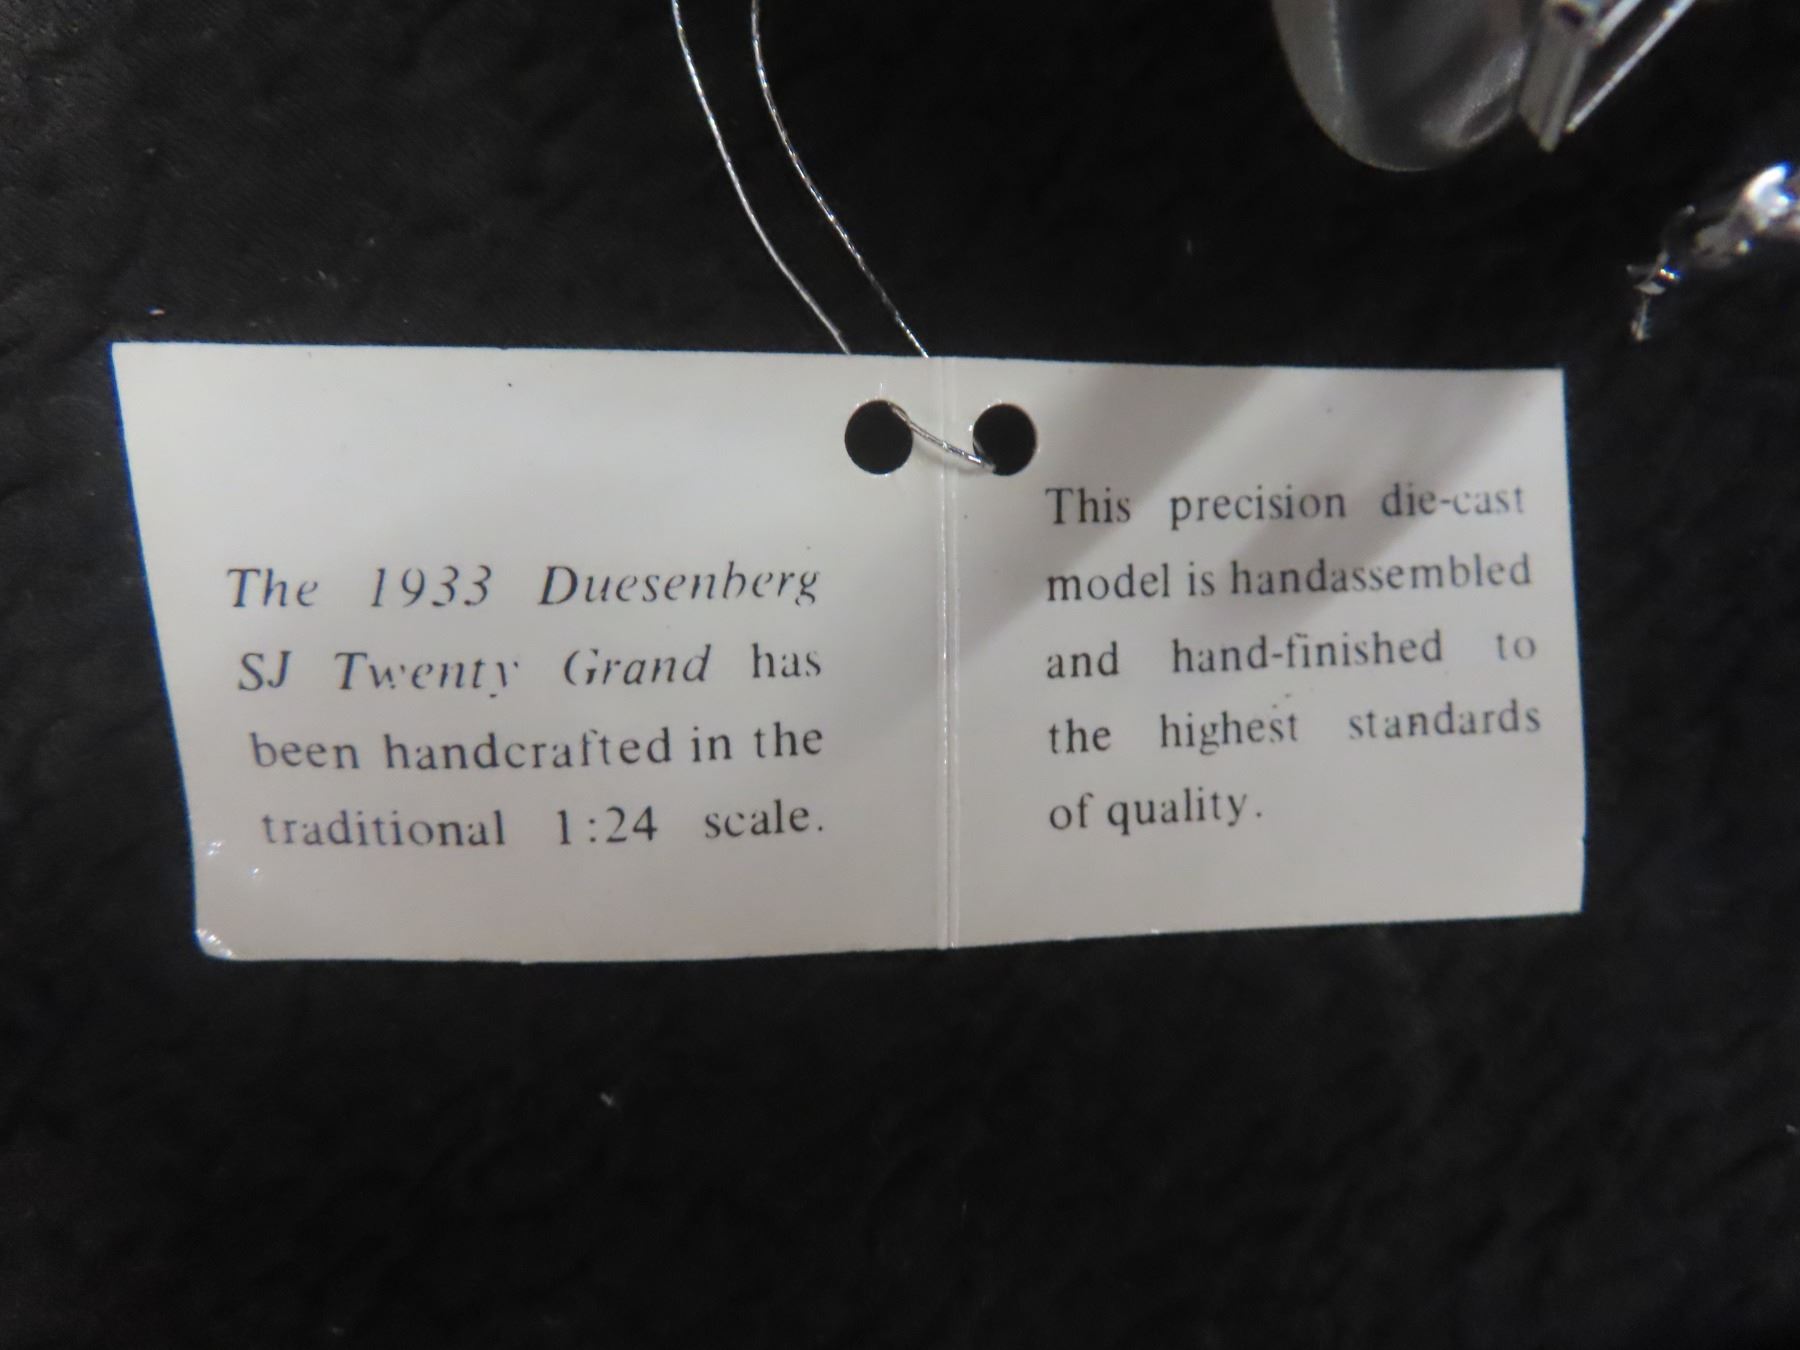 The 1933 Duesenberg
SJ Twenty Grand has
been handcrafted in the
traditional 1:24 scale.
This precision die-cast
model is handassembled
and hand-finished to
the highest standards
of quality.